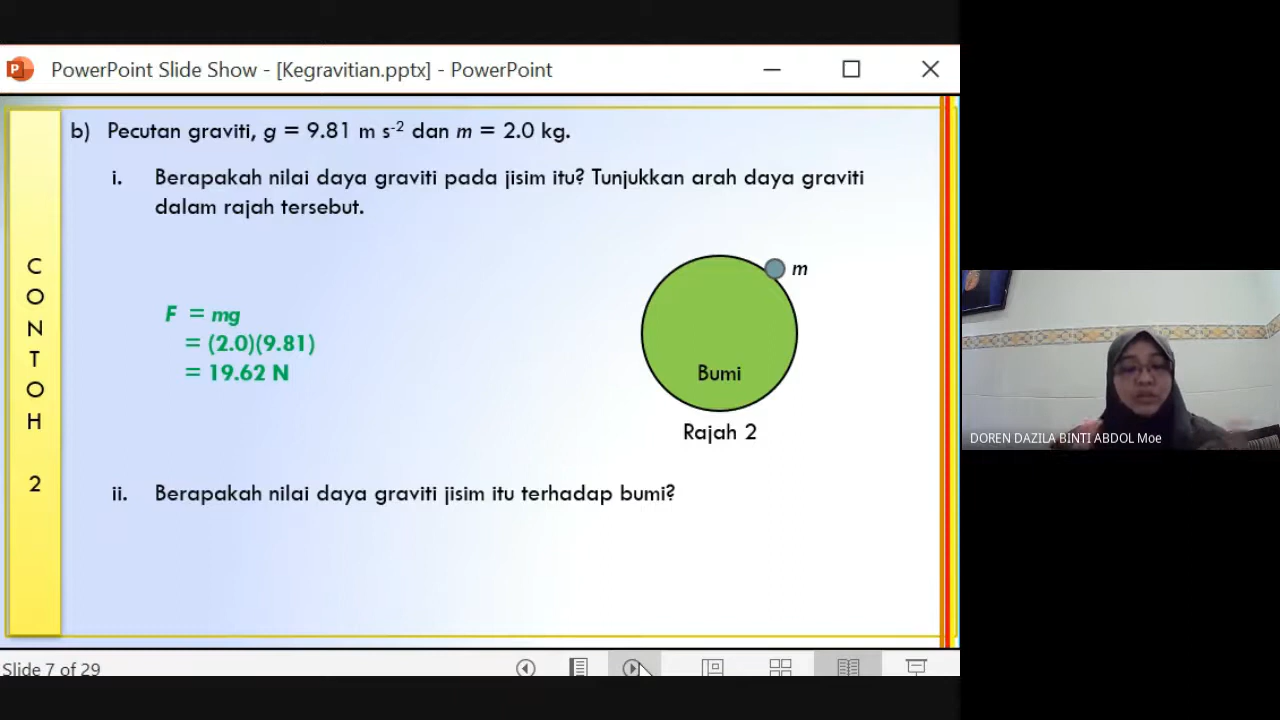 PowerPoint Slide Show - [Kegravitian.pptx] - PowerPoint
b) Pecutan graviti, g = 9.81 m s⁻² dan m = 2.0 kg.
i. Berapakah nilai daya graviti pada jisim itu? Tunjukkan arah daya graviti
dalam rajah tersebut.
F = mg
= (2.0)(9.81)
= 19.62 N
m
Bumi
Rajah 2
ii. Berapakah nilai daya graviti jisim itu terhadap bumi?
C
O
N
T
O
H
2
Slide 7 of 29
DOREN DAZILA BINTI ABDOL Moe